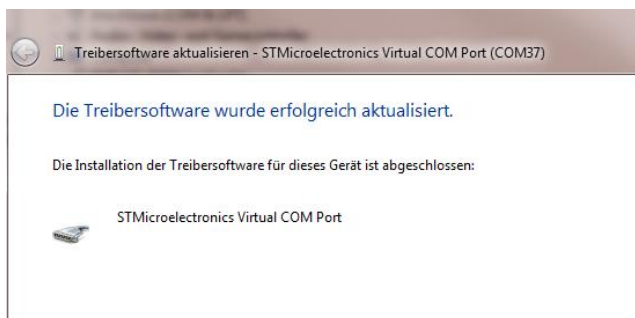 Treibersoftware aktualisieren - STMicroelectronics Virtual COM Port (COM37)
Die Treibersoftware wurde erfolgreich aktualisiert.
Die Installation der Treibersoftware für dieses Gerät ist abgeschlossen:
STMicroelectronics Virtual COM Port